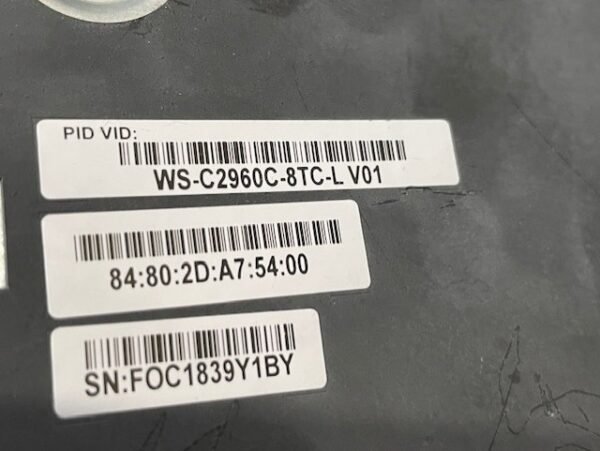 PID VID:
WS-C2960C-8TC-L V01
84:80:2D:A7:54:00
SN:FOC1839Y1BY